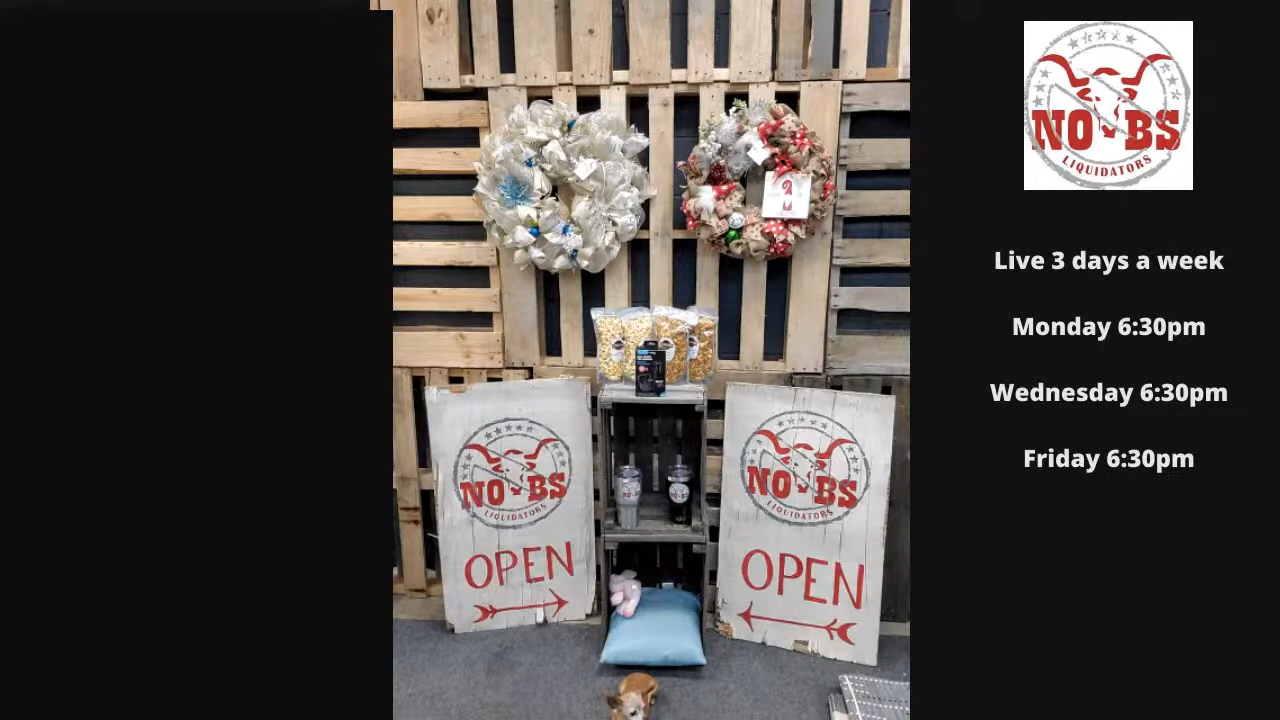 NO BS
LIQUIDATORS
Live 3 days a week
Monday 6:30pm
Wednesday 6:30pm
Friday 6:30pm
NO BS
LIQUIDATORS
OPEN
NO BS
LIQUIDATORS
OPEN